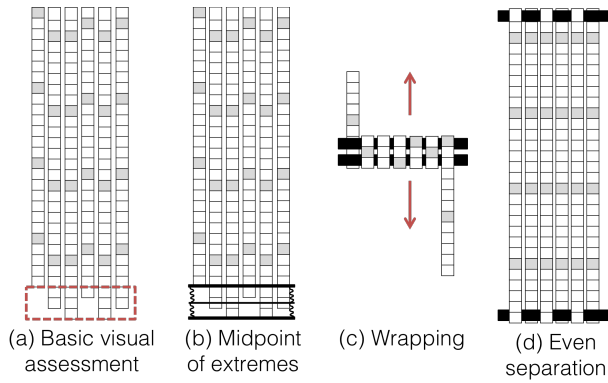 (a) Basic visual
assessment
(b) Midpoint
of extremes
(c) Wrapping
(d) Even
separation